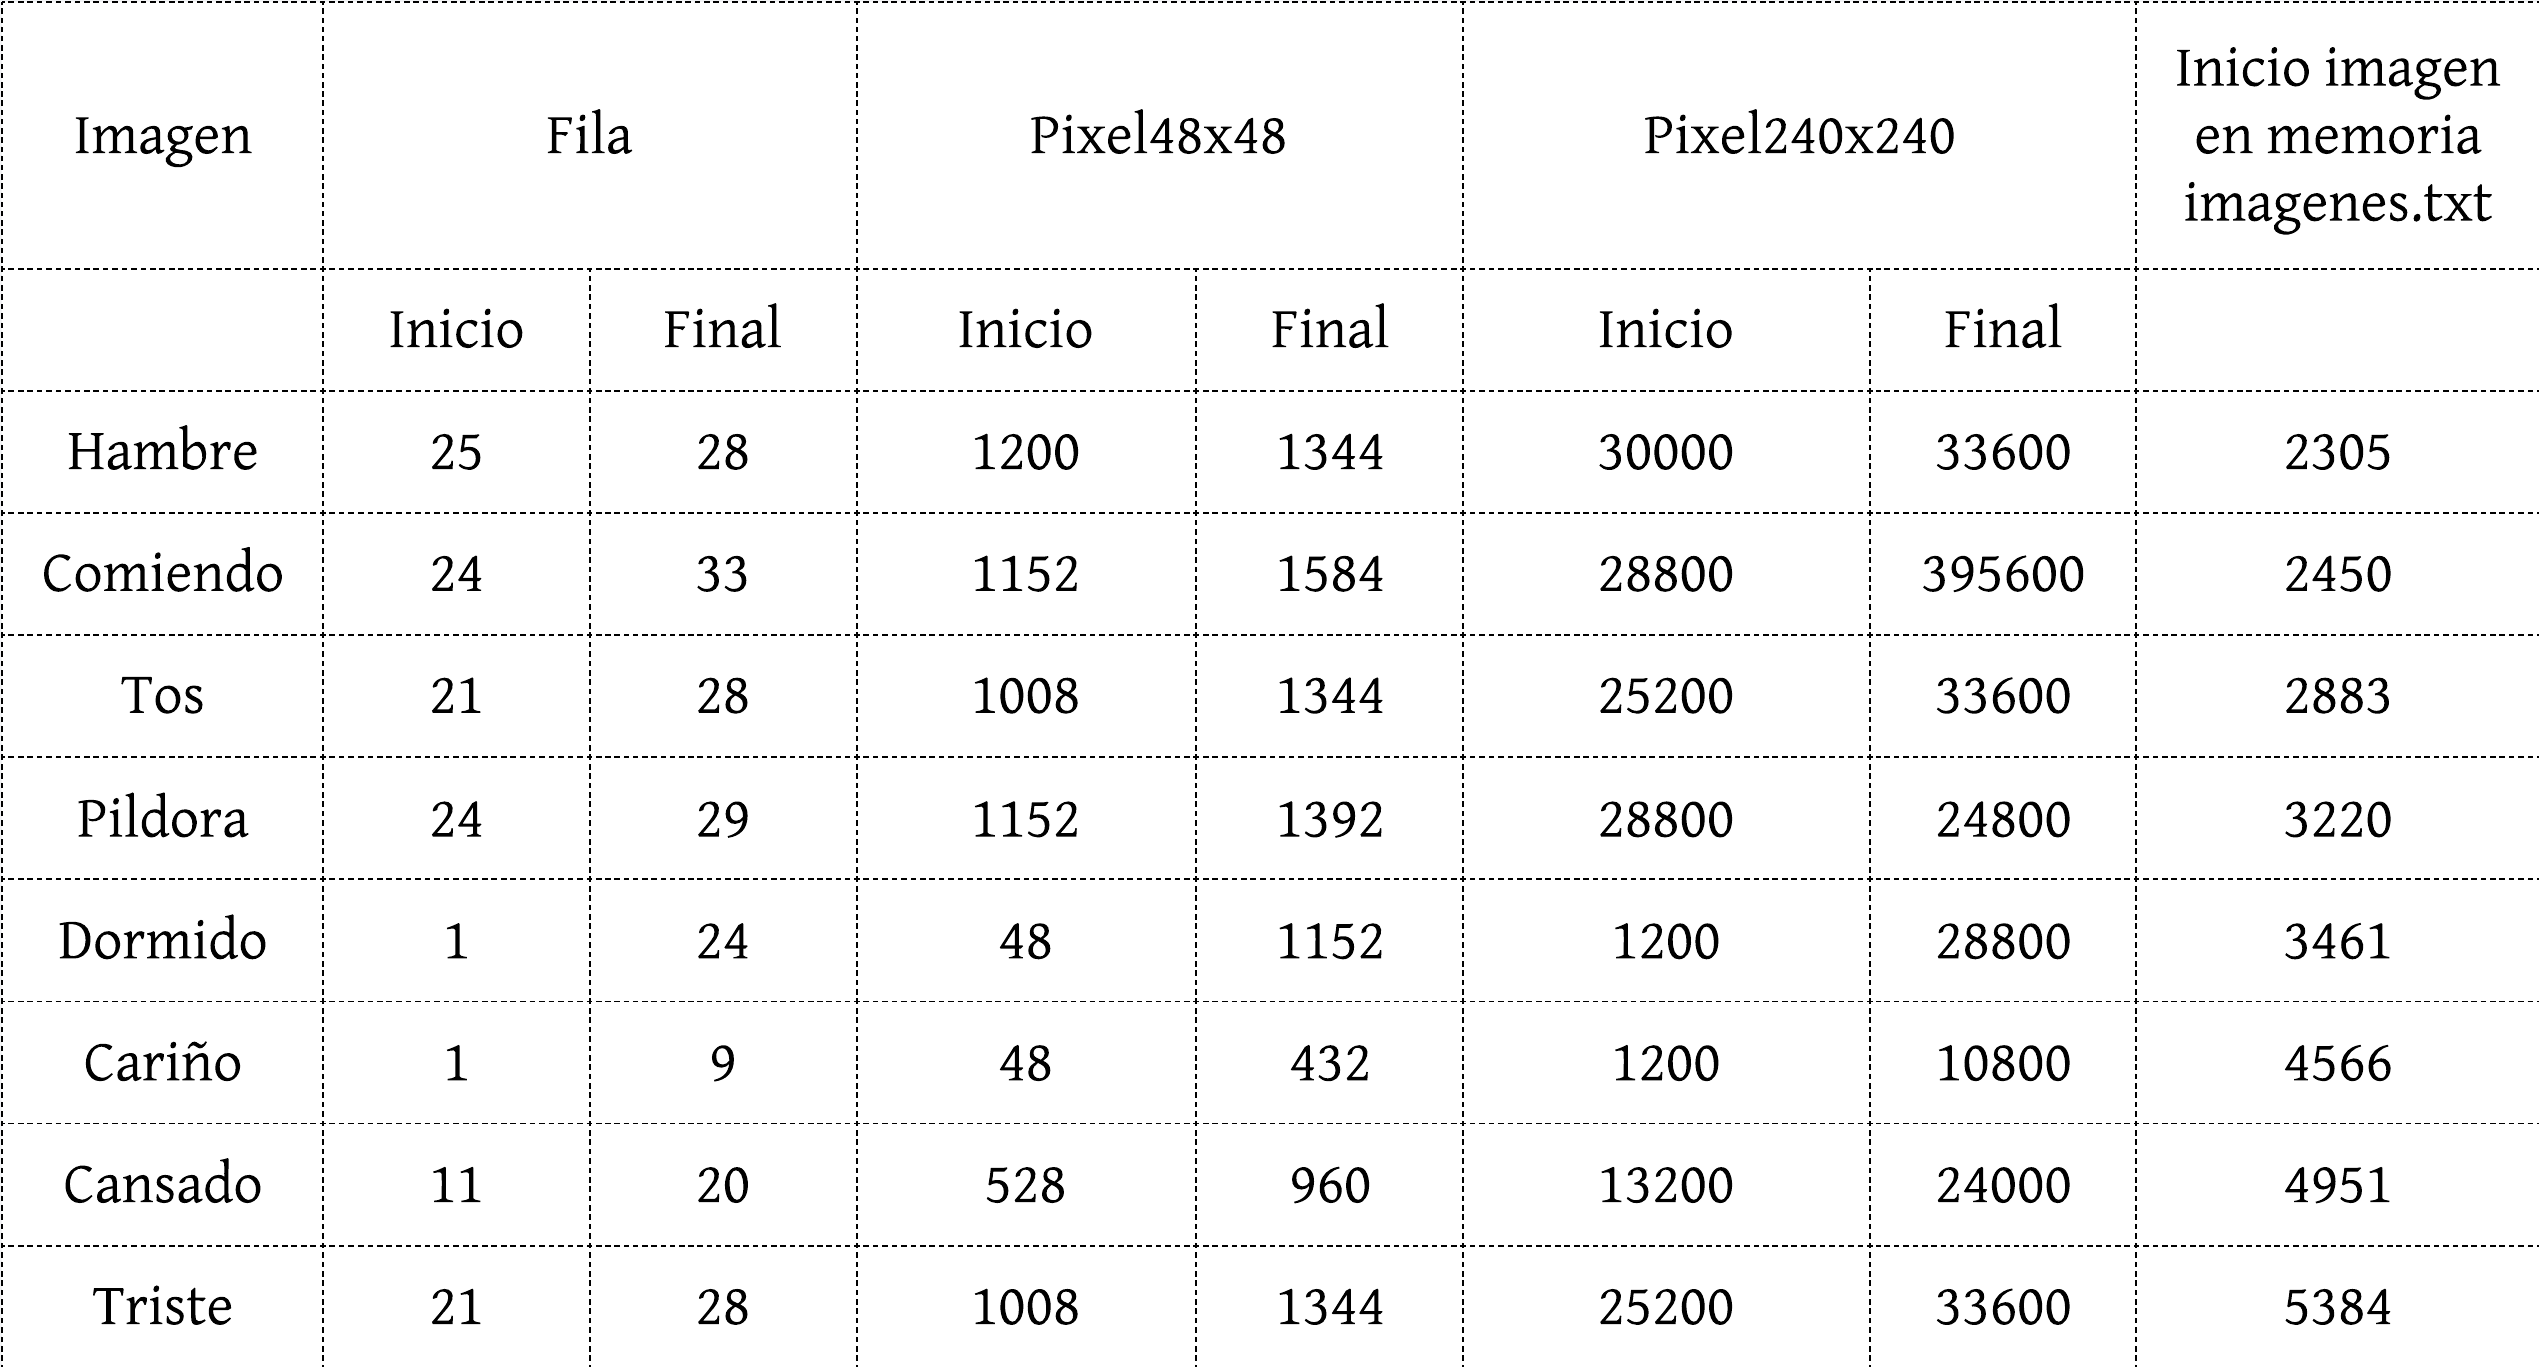 Imagen Fila Pixel48x48 Pixel240x240 Inicio imagen
en memoria
imagenes.txt
Inicio Final Inicio Final Inicio Final
Hambre 25 28 1200 1344 30000 33600 2305
Comiendo 24 33 1152 1584 28800 395600 2450
Tos 21 28 1008 1344 25200 33600 2883
Pildora 24 29 1152 1392 28800 24800 3220
Dormido 1 24 48 1152 1200 28800 3461
Cariño 1 9 48 432 1200 10800 4566
Cansado 11 20 528 960 13200 24000 4951
Triste 21 28 1008 1344 25200 33600 5384